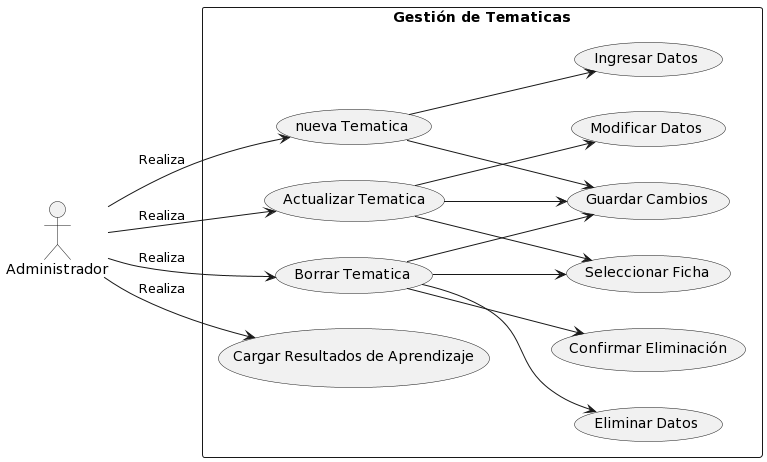 Gestión de Tematicas
Ingresar Datos
nueva Tematica
Modificar Datos
Realiza
Actualizar Tematica
Guardar Cambios
Realiza
Administrador
Realiza
Borrar Tematica
Seleccionar Ficha
Realiza
Cargar Resultados de Aprendizaje
Confirmar Eliminación
Eliminar Datos